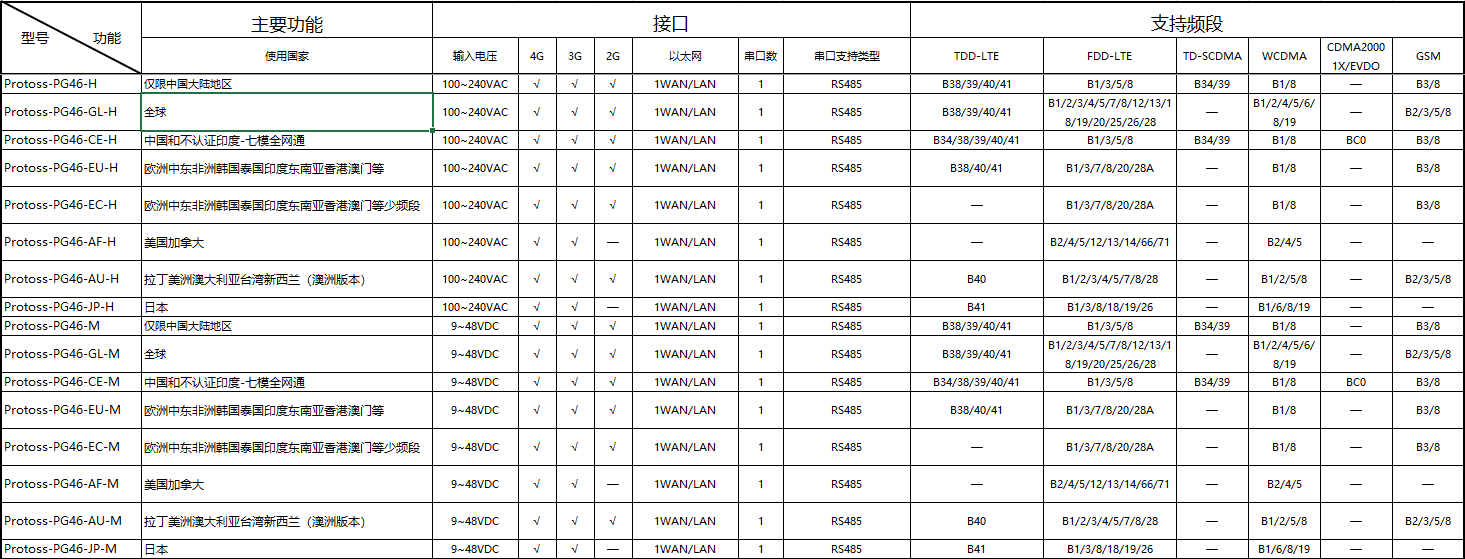 型号 功能 主要功能 接口 支持频段
使用国家 输入电压 4G 3G 2G 以太网 串口数 串口支持类型 TDD-LTE FDD-LTE TD-SCDMA WCDMA CDMA2000 1X/EVDO GSM
Protoss-PG46-H 仅限中国大陆地区 100~240VAC √ √ √ 1WAN/LAN 1 RS485 B38/39/40/41 B1/3/5/8 B34/39 B1/8 — B3/8
Protoss-PG46-GL-H 全球 100~240VAC √ √ √ 1WAN/LAN 1 RS485 B38/39/40/41 B1/2/3/4/5/7/8/12/13/18/19/20/25/26/28 — B1/2/4/5/6/8/19 — B2/3/5/8
Protoss-PG46-CE-H 中国和不认证印度-七模全网通 100~240VAC √ √ √ 1WAN/LAN 1 RS485 B34/38/39/40/41 B1/3/5/8 B34/39 B1/8 BC0 B3/8
Protoss-PG46-EU-H 欧洲中东非洲韩国泰国印度东南亚香港澳门等 100~240VAC √ √ √ 1WAN/LAN 1 RS485 B38/40/41 B1/3/7/8/20/28A — B1/8 — B3/8
Protoss-PG46-EC-H 欧洲中东非洲韩国泰国印度东南亚香港澳门等少频段 100~240VAC √ √ √ 1WAN/LAN 1 RS485 — B1/3/7/8/20/28A — B1/8 — B3/8
Protoss-PG46-AF-H 美国加拿大 100~240VAC √ √ — 1WAN/LAN 1 RS485 — B2/4/5/12/13/14/66/71 — B2/4/5 — —
Protoss-PG46-AU-H 拉丁美洲澳大利亚台湾新西兰（澳洲版本） 100~240VAC √ √ √ 1WAN/LAN 1 RS485 B40 B1/2/3/4/5/7/8/28 — B1/2/5/8 — B2/3/5/8
Protoss-PG46-JP-H 日本 100~240VAC √ √ — 1WAN/LAN 1 RS485 B41 B1/3/8/18/19/26 — B1/6/8/19 — —
Protoss-PG46-M 仅限中国大陆地区 9~48VDC √ √ √ 1WAN/LAN 1 RS485 B38/39/40/41 B1/3/5/8 B34/39 B1/8 — B3/8
Protoss-PG46-GL-M 全球 9~48VDC √ √ √ 1WAN/LAN 1 RS485 B38/39/40/41 B1/2/3/4/5/7/8/12/13/18/19/20/25/26/28 — B1/2/4/5/6/8/19 — B2/3/5/8
Protoss-PG46-CE-M 中国和不认证印度-七模全网通 9~48VDC √ √ √ 1WAN/LAN 1 RS485 B34/38/39/40/41 B1/3/5/8 B34/39 B1/8 BC0 B3/8
Protoss-PG46-EU-M 欧洲中东非洲韩国泰国印度东南亚香港澳门等 9~48VDC √ √ √ 1WAN/LAN 1 RS485 B38/40/41 B1/3/7/8/20/28A — B1/8 — B3/8
Protoss-PG46-EC-M 欧洲中东非洲韩国泰国印度东南亚香港澳门等少频段 9~48VDC √ √ √ 1WAN/LAN 1 RS485 — B1/3/7/8/20/28A — B1/8 — B3/8
Protoss-PG46-AF-M 美国加拿大 9~48VDC √ √ — 1WAN/LAN 1 RS485 — B2/4/5/12/13/14/66/71 — B2/4/5 — —
Protoss-PG46-AU-M 拉丁美洲澳大利亚台湾新西兰（澳洲版本） 9~48VDC √ √ √ 1WAN/LAN 1 RS485 B40 B1/2/3/4/5/7/8/28 — B1/2/5/8 — B2/3/5/8
Protoss-PG46-JP-M 日本 9~48VDC √ √ — 1WAN/LAN 1 RS485 B41 B1/3/8/18/19/26 — B1/6/8/19 — —